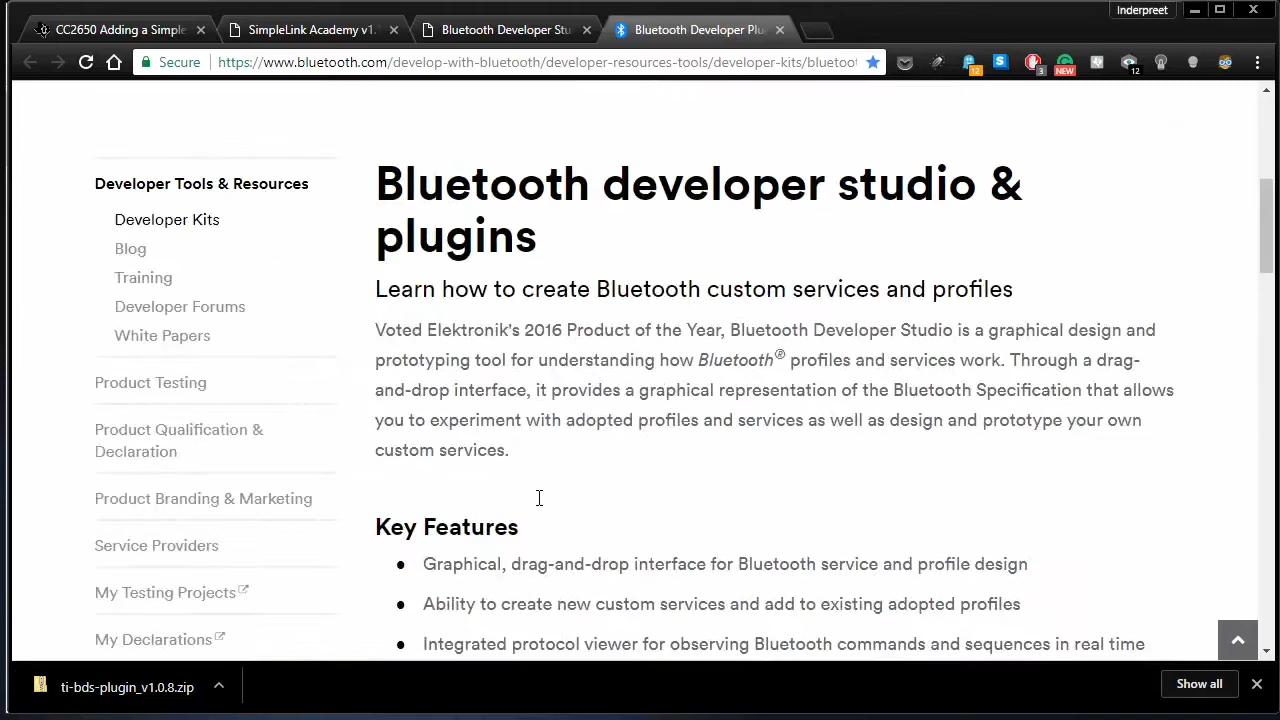 Inderpreet
CC2650 Adding a Simple
SimpleLink Academy v1.
Bluetooth Developer Stu
Bluetooth Developer Plu
Secure
https://www.bluetooth.com/develop-with-bluetooth/developer-resources-tools/developer-kits/bluetoot
12
S
3
NEW
12
Developer Tools & Resources
Developer Kits
Blog
Training
Developer Forums
White Papers
Product Testing
Product Qualification &
Declaration
Product Branding & Marketing
Service Providers
My Testing Projects
My Declarations
Bluetooth developer studio &
plugins
Learn how to create Bluetooth custom services and profiles
Voted Elektronik's 2016 Product of the Year, Bluetooth Developer Studio is a graphical design and
prototyping tool for understanding how Bluetooth® profiles and services work. Through a drag-
and-drop interface, it provides a graphical representation of the Bluetooth Specification that allows
you to experiment with adopted profiles and services as well as design and prototype your own
custom services.
Key Features
● Graphical, drag-and-drop interface for Bluetooth service and profile design
● Ability to create new custom services and add to existing adopted profiles
● Integrated protocol viewer for observing Bluetooth commands and sequences in real time
ti-bds-plugin_v1.0.8.zip
Show all